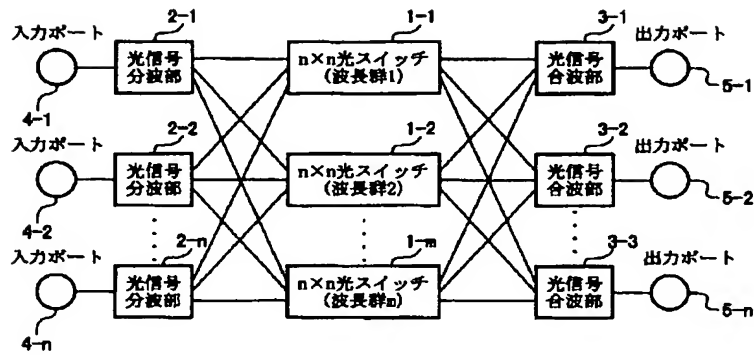 2-1
1-1
3-1
入力ポート
光信号
分波部
n×n光スイッチ
(波長群1)
光信号
合波部
出力ポート
4-1
5-1
2-2
1-2
3-2
入力ポート
光信号
分波部
n×n光スイッチ
(波長群2)
光信号
合波部
出力ポート
4-2
5-2
2-n
1-m
3-3
入力ポート
光信号
分波部
n×n光スイッチ
(波長群m)
光信号
合波部
出力ポート
4-n
5-n